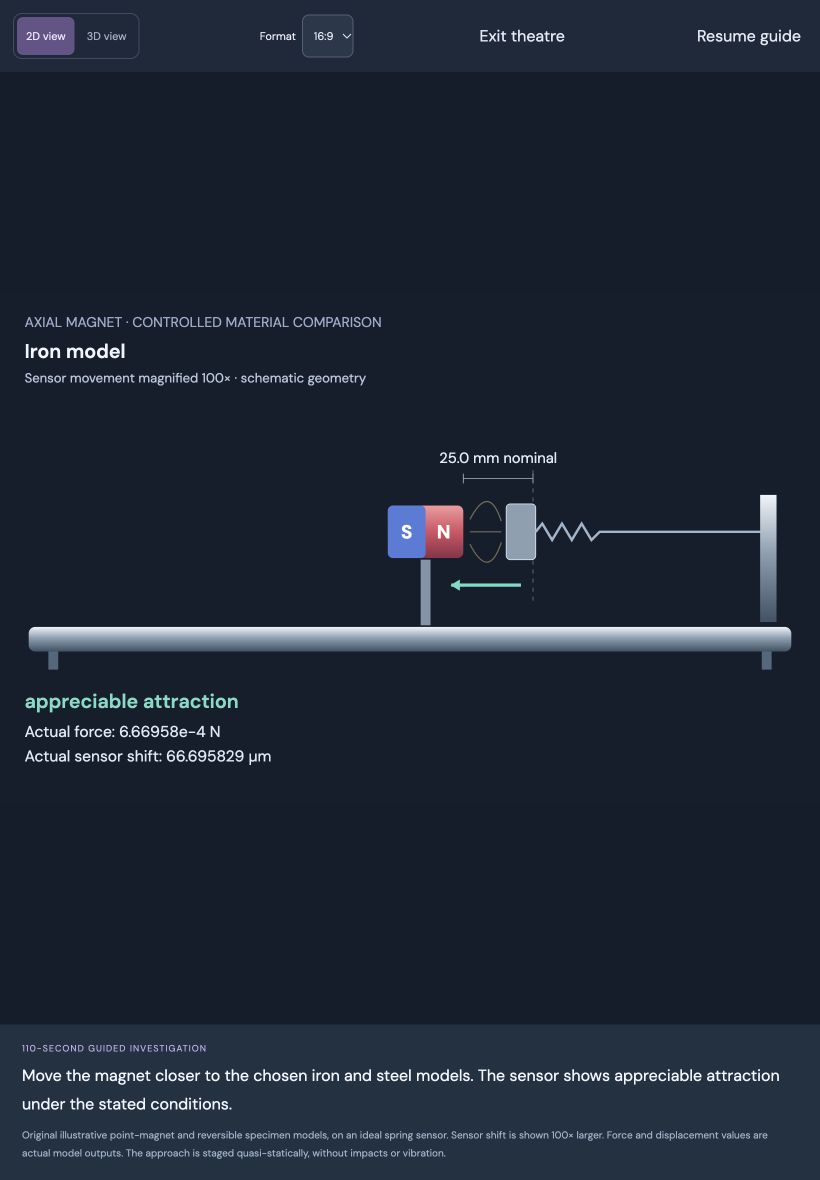 2D view
3D view
Format
16:9
Exit theatre
Resume guide
AXIAL MAGNET · CONTROLLED MATERIAL COMPARISON
Iron model
Sensor movement magnified 100× · schematic geometry
25.0 mm nominal
S
N
appreciable attraction
Actual force: 6.66958e-4 N
Actual sensor shift: 66.695829 µm
110-SECOND GUIDED INVESTIGATION
Move the magnet closer to the chosen iron and steel models. The sensor shows appreciable attraction
under the stated conditions.
Original illustrative point-magnet and reversible specimen models, on an ideal spring sensor. Sensor shift is shown 100× larger. Force and displacement values are
actual model outputs. The approach is staged quasi-statically, without impacts or vibration.